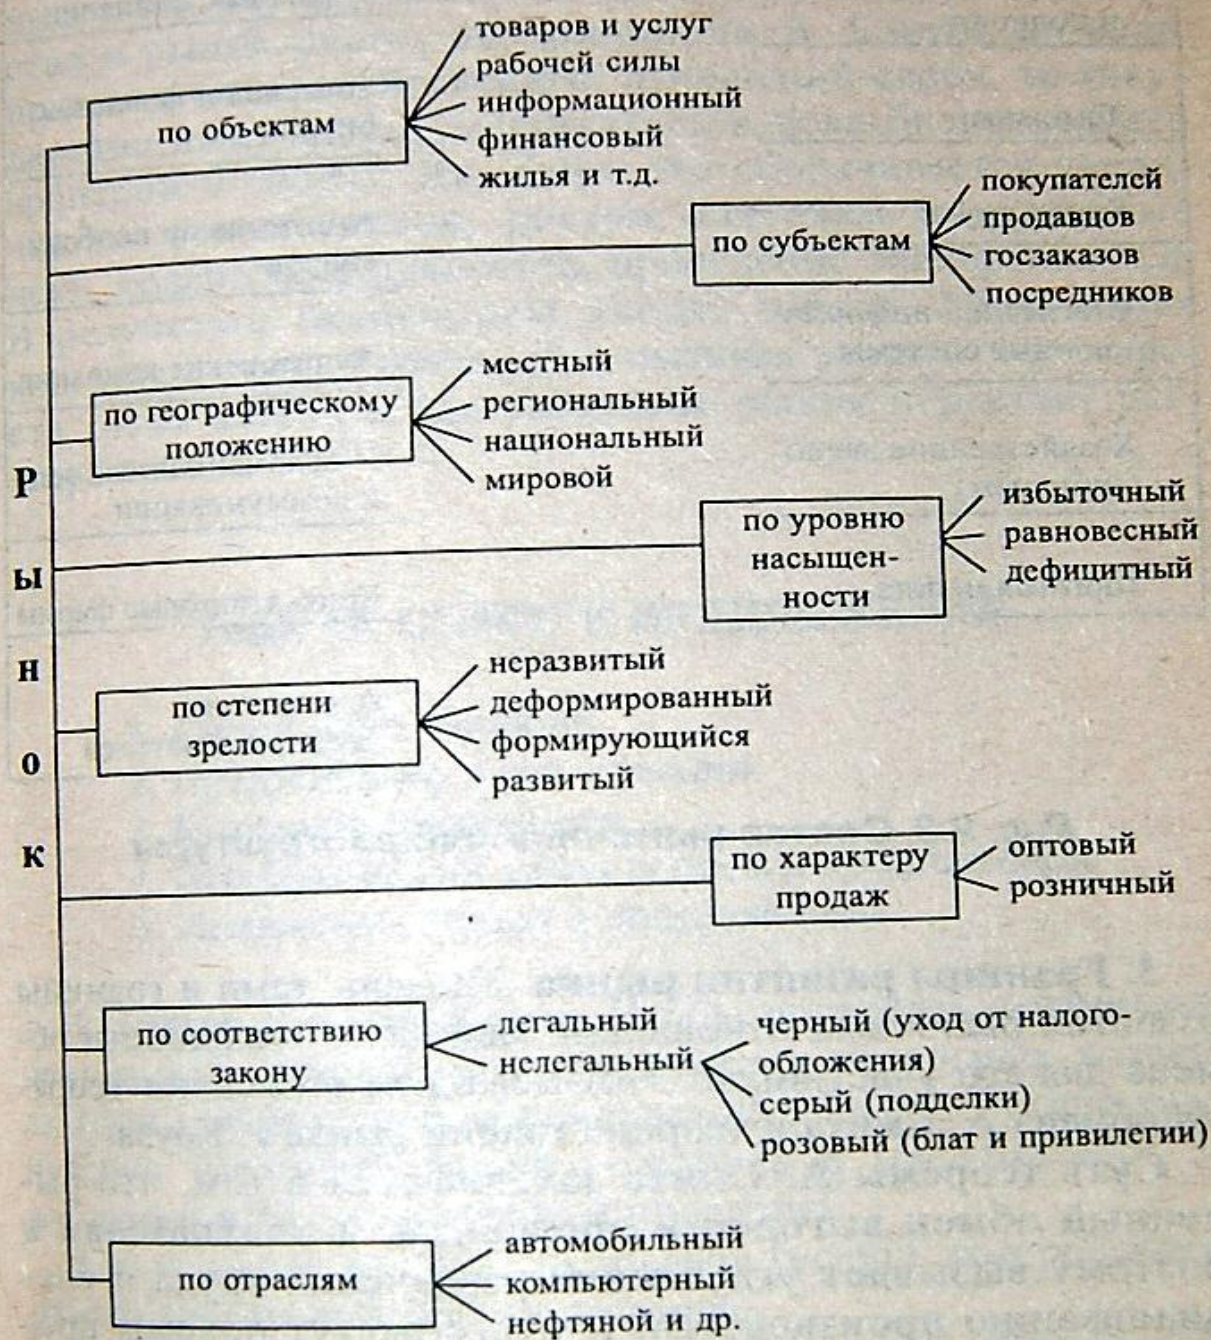 Рынок
по объектам
товаров и услуг
рабочей силы
информационный
финансовый
жилья и т.д.
по субъектам
покупателей
продавцов
госзаказов
посредников
по географическому
положению
местный
региональный
национальный
мировой
по уровню
насыщен-
ности
избыточный
равновесный
дефицитный
по степени
зрелости
неразвитый
деформированный
формирующийся
развитый
по характеру
продаж
оптовый
розничный
по соответствию
закону
легальный
нелегальный
черный (уход от налого-
обложения)
серый (подделки)
розовый (блат и привилегии)
по отраслям
автомобильный
компьютерный
нефтяной и др.